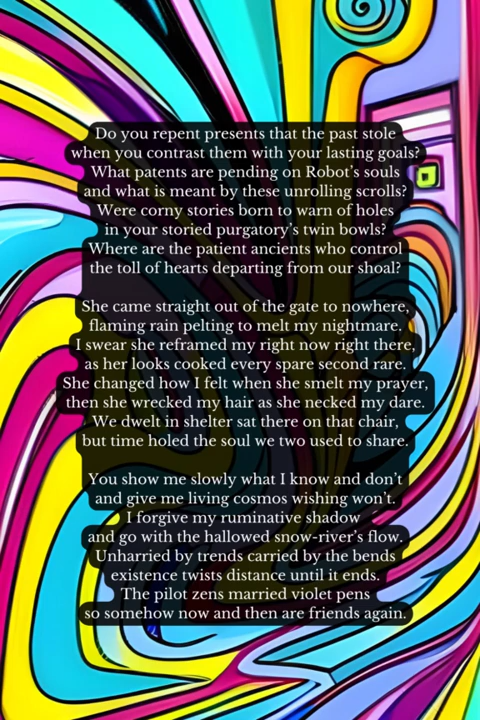 Do you repent presents that the past stole
when you contrast them with your lasting goals?
What patents are pending on Robot's souls
and what is meant by these unrolling scrolls?
Were corny stories born to warn of holes
in your storied purgatory's twin bowls?
Where are the patient ancients who control
the toll of hearts departing from our shoal?
She came straight out of the gate to nowhere,
flaming rain pelting to melt my nightmare.
I swear she reframed my right now right there,
as her looks cooked every spare second rare.
She changed how I felt when she smelt my prayer,
then she wrecked my hair as she necked my dare.
We dwelt in shelter sat there on that chair,
but time holed the soul we two used to share.
You show me slowly what I know and don't
and give me living cosmos wishing won't.
I forgive my ruminative shadow
and go with the hallowed snow-river's flow.
Unharried by trends carried by the bends
existence twists distance until it ends.
The pilot zens married violet pens
so somehow now and then are friends again.